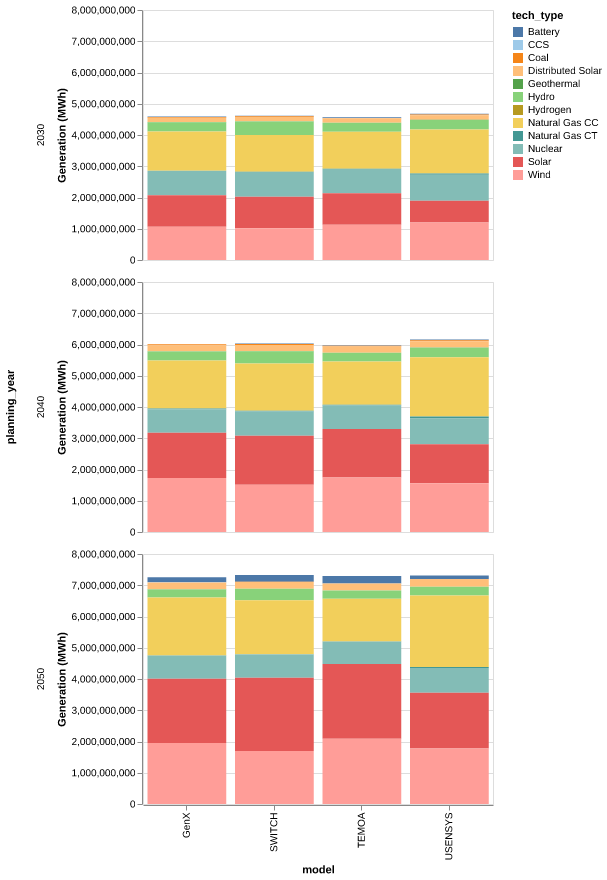 tech_type
Battery
CCS
Coal
Distributed Solar
Geothermal
Hydro
Hydrogen
Natural Gas CC
Natural Gas CT
Nuclear
Solar
Wind
planning_year
2030
Generation (MWh)
8,000,000,000
7,000,000,000
6,000,000,000
5,000,000,000
4,000,000,000
3,000,000,000
2,000,000,000
1,000,000,000
0
2040
Generation (MWh)
8,000,000,000
7,000,000,000
6,000,000,000
5,000,000,000
4,000,000,000
3,000,000,000
2,000,000,000
1,000,000,000
0
2050
Generation (MWh)
8,000,000,000
7,000,000,000
6,000,000,000
5,000,000,000
4,000,000,000
3,000,000,000
2,000,000,000
1,000,000,000
0
GenX
SWITCH
TEMOA
USENSYS
model